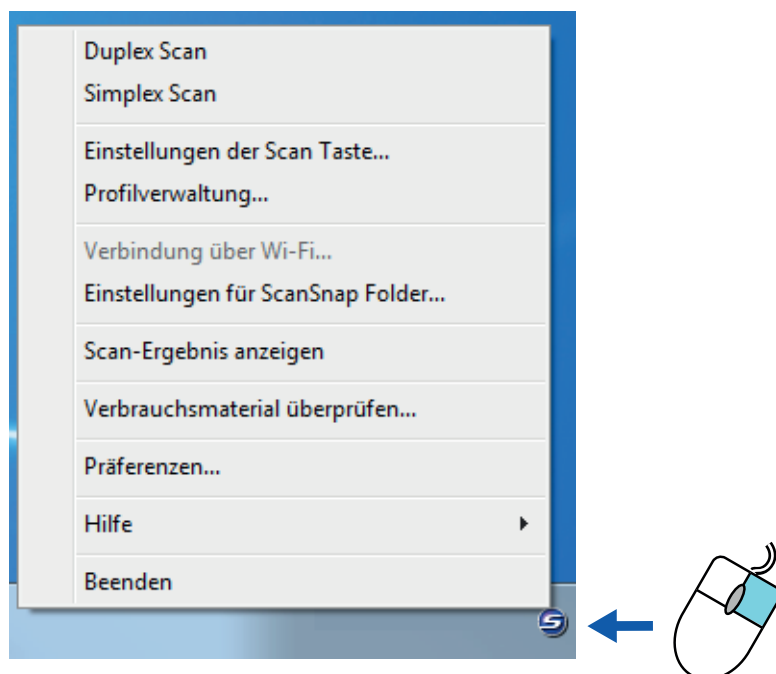 Duplex Scan
Simplex Scan
Einstellungen der Scan Taste...
Profilverwaltung...
Verbindung über Wi-Fi...
Einstellungen für ScanSnap Folder...
Scan-Ergebnis anzeigen
Verbrauchsmaterial überprüfen...
Präferenzen...
Hilfe
Beenden